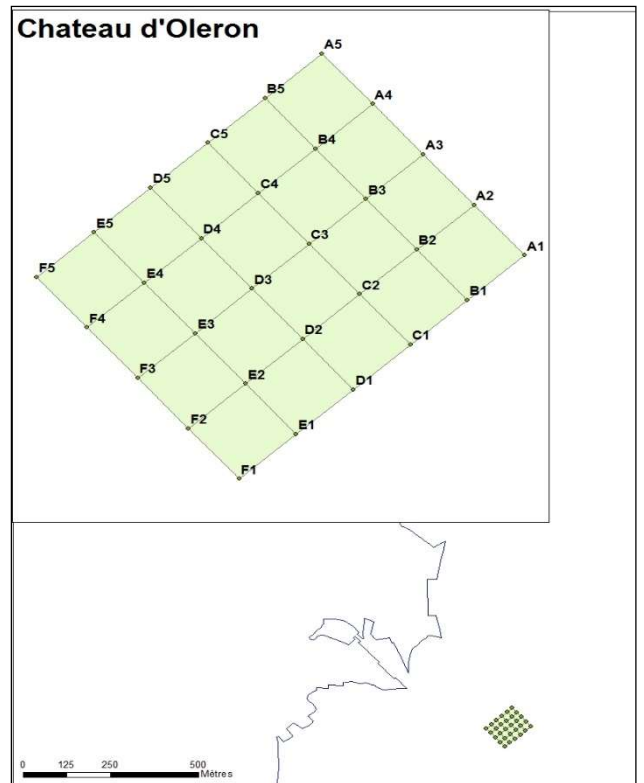 Chateau d'Oleron
A5
B5
A4
C5
B4
A3
D5
C4
B3
A2
E5
D4
C3
B2
A1
F5
E4
D3
C2
B1
F4
E3
D2
C1
F3
E2
D1
F2
E1
F1
0 125 250 500
Mètres